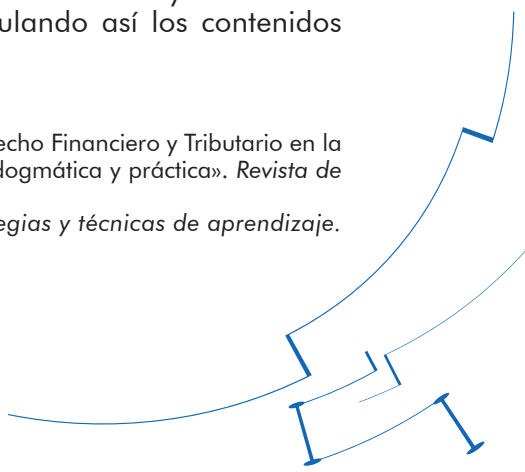 ulando así los contenidos
echo Financiero y Tributario en la
dogmática y práctica». Revista de
egias y técnicas de aprendizaje.